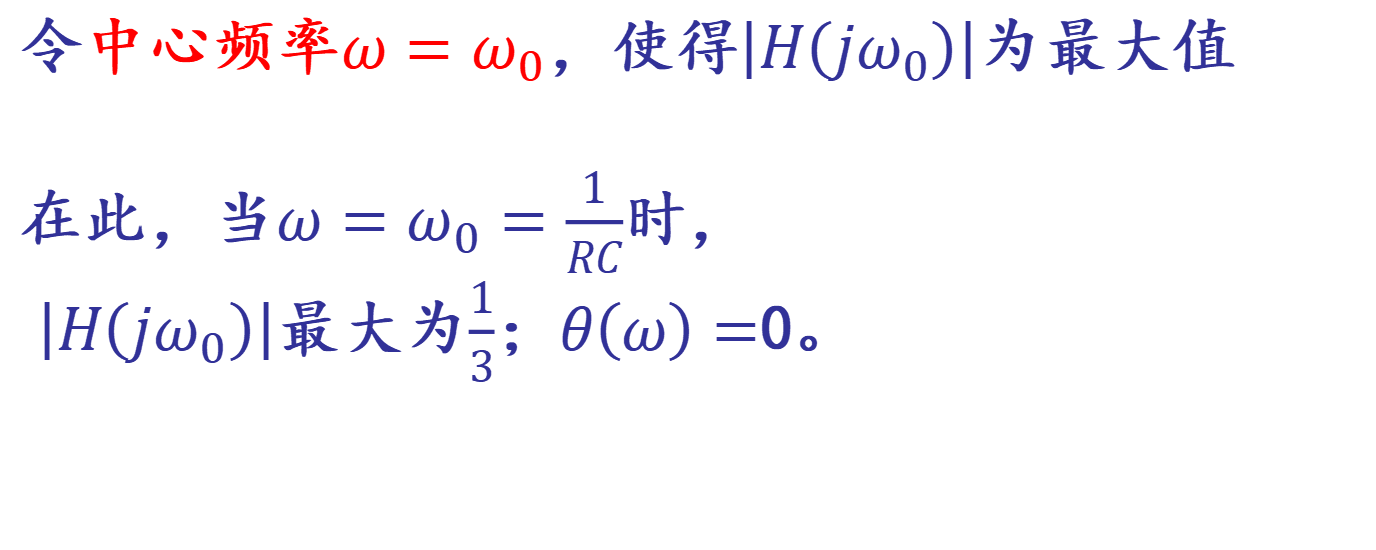 令中心频率ω = ω₀，使得|H(jω₀)|为最大值
在此，当ω = ω₀ = 1/RC时，
|H(jω₀)|最大为1/3；θ(ω) =0。